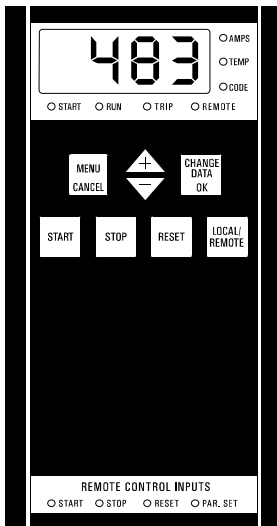 483
AMPS
TEMP
CODE
START RUN TRIP REMOTE
MENU
CANCEL
+
−
CHANGE
DATA
OK
START STOP RESET LOCAL/
REMOTE
REMOTE CONTROL INPUTS
START STOP RESET PAR. SET